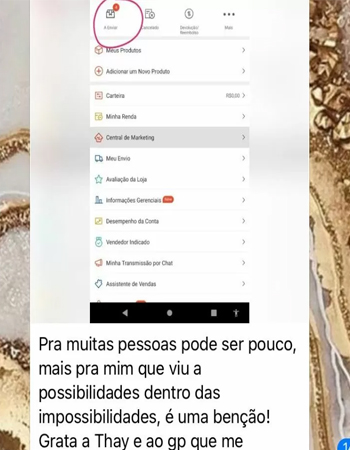 A Enviar Cancelado Devolução/ Mais
Reembolso
Meus Produtos
Adicionar um Novo Produto
Carteira R$0,00
Minha Renda
Central de Marketing
Meu Envio
Avaliação da Loja
Informações Gerenciais
Desempenho da Conta
Vendedor Indicado
Minha Transmissão por Chat
Assistente de Vendas
Pra muitas pessoas pode ser pouco,
mais pra mim que viu a
possibilidades dentro das
impossibilidades, é uma benção!
Grata a Thay e ao gp que me